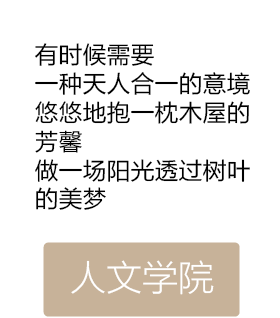 有时候需要
一种天人合一的意境
悠悠地抱一枕木屋的
芳馨
做一场阳光透过树叶
的美梦
人文学院